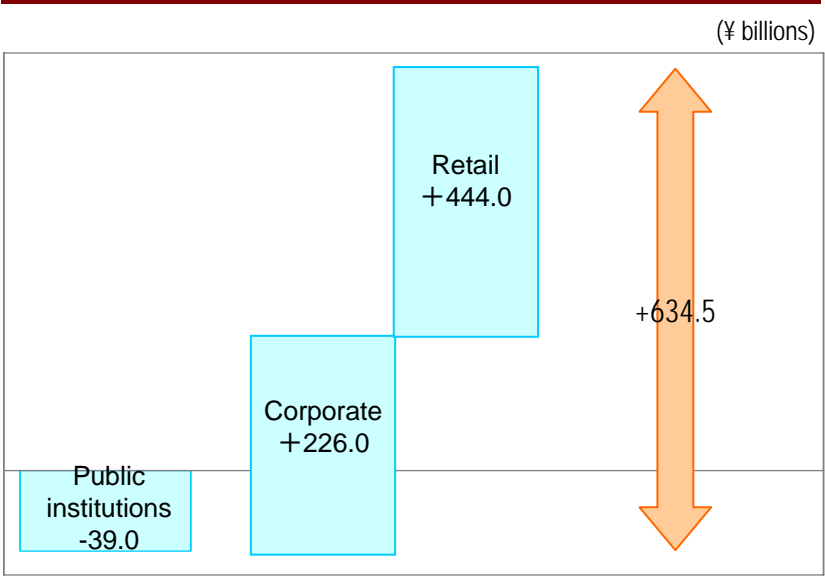 (¥ billions)
Retail
＋444.0
+634.5
Corporate
＋226.0
Public
institutions
-39.0